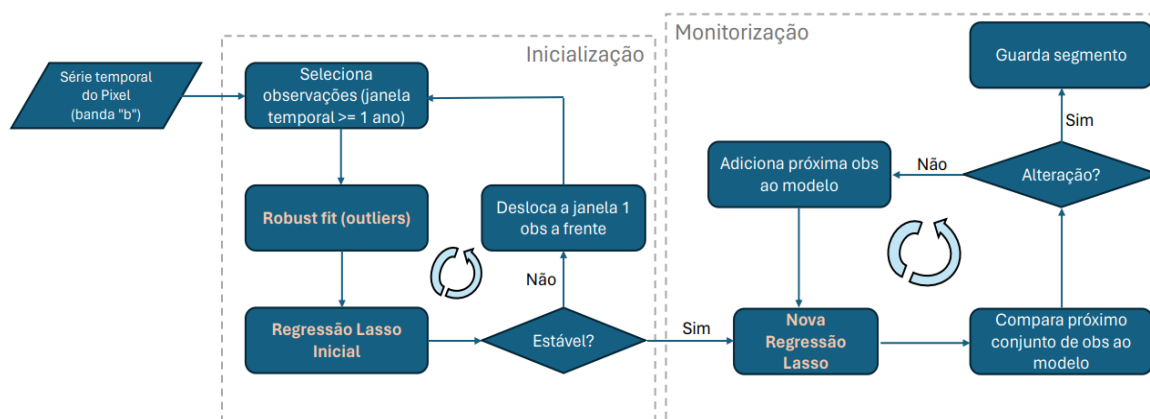 Inicialização
Monitorização
Série temporal
do Pixel
(banda "b")
Seleciona
observações (janela
temporal >= 1 ano)
Robust fit (outliers)
Regressão Lasso
Inicial
Desloca a janela 1
obs a frente
Não
Estável?
Sim
Guarda segmento
Sim
Adiciona próxima obs
ao modelo
Não
Alteração?
Nova
Regressão
Lasso
Compara próximo
conjunto de obs ao
modelo